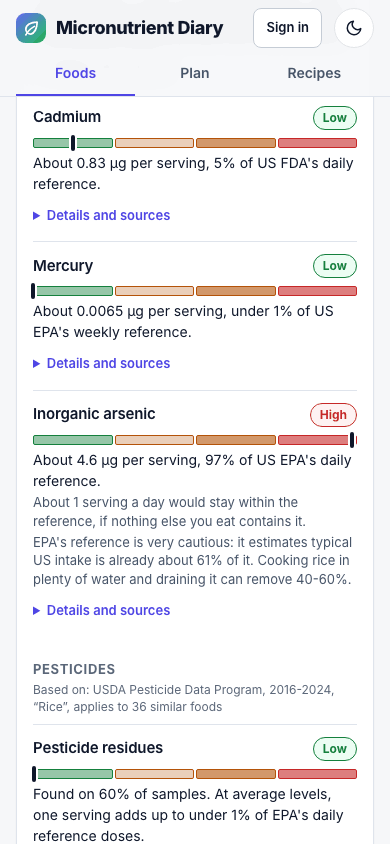 Micronutrient Diary
Sign in
Foods
Plan
Recipes
Cadmium
Low
About 0.83 µg per serving, 5% of US FDA's daily
reference.
Details and sources
Mercury
Low
About 0.0065 µg per serving, under 1% of US
EPA's weekly reference.
Details and sources
Inorganic arsenic
High
About 4.6 µg per serving, 97% of US EPA's daily
reference.
About 1 serving a day would stay within the
reference, if nothing else you eat contains it.
EPA's reference is very cautious: it estimates typical
US intake is already about 61% of it. Cooking rice in
plenty of water and draining it can remove 40-60%.
Details and sources
PESTICIDES
Based on: USDA Pesticide Data Program, 2016-2024,
“Rice”, applies to 36 similar foods
Pesticide residues
Low
Found on 60% of samples. At average levels,
one serving adds up to under 1% of EPA's daily
reference doses.